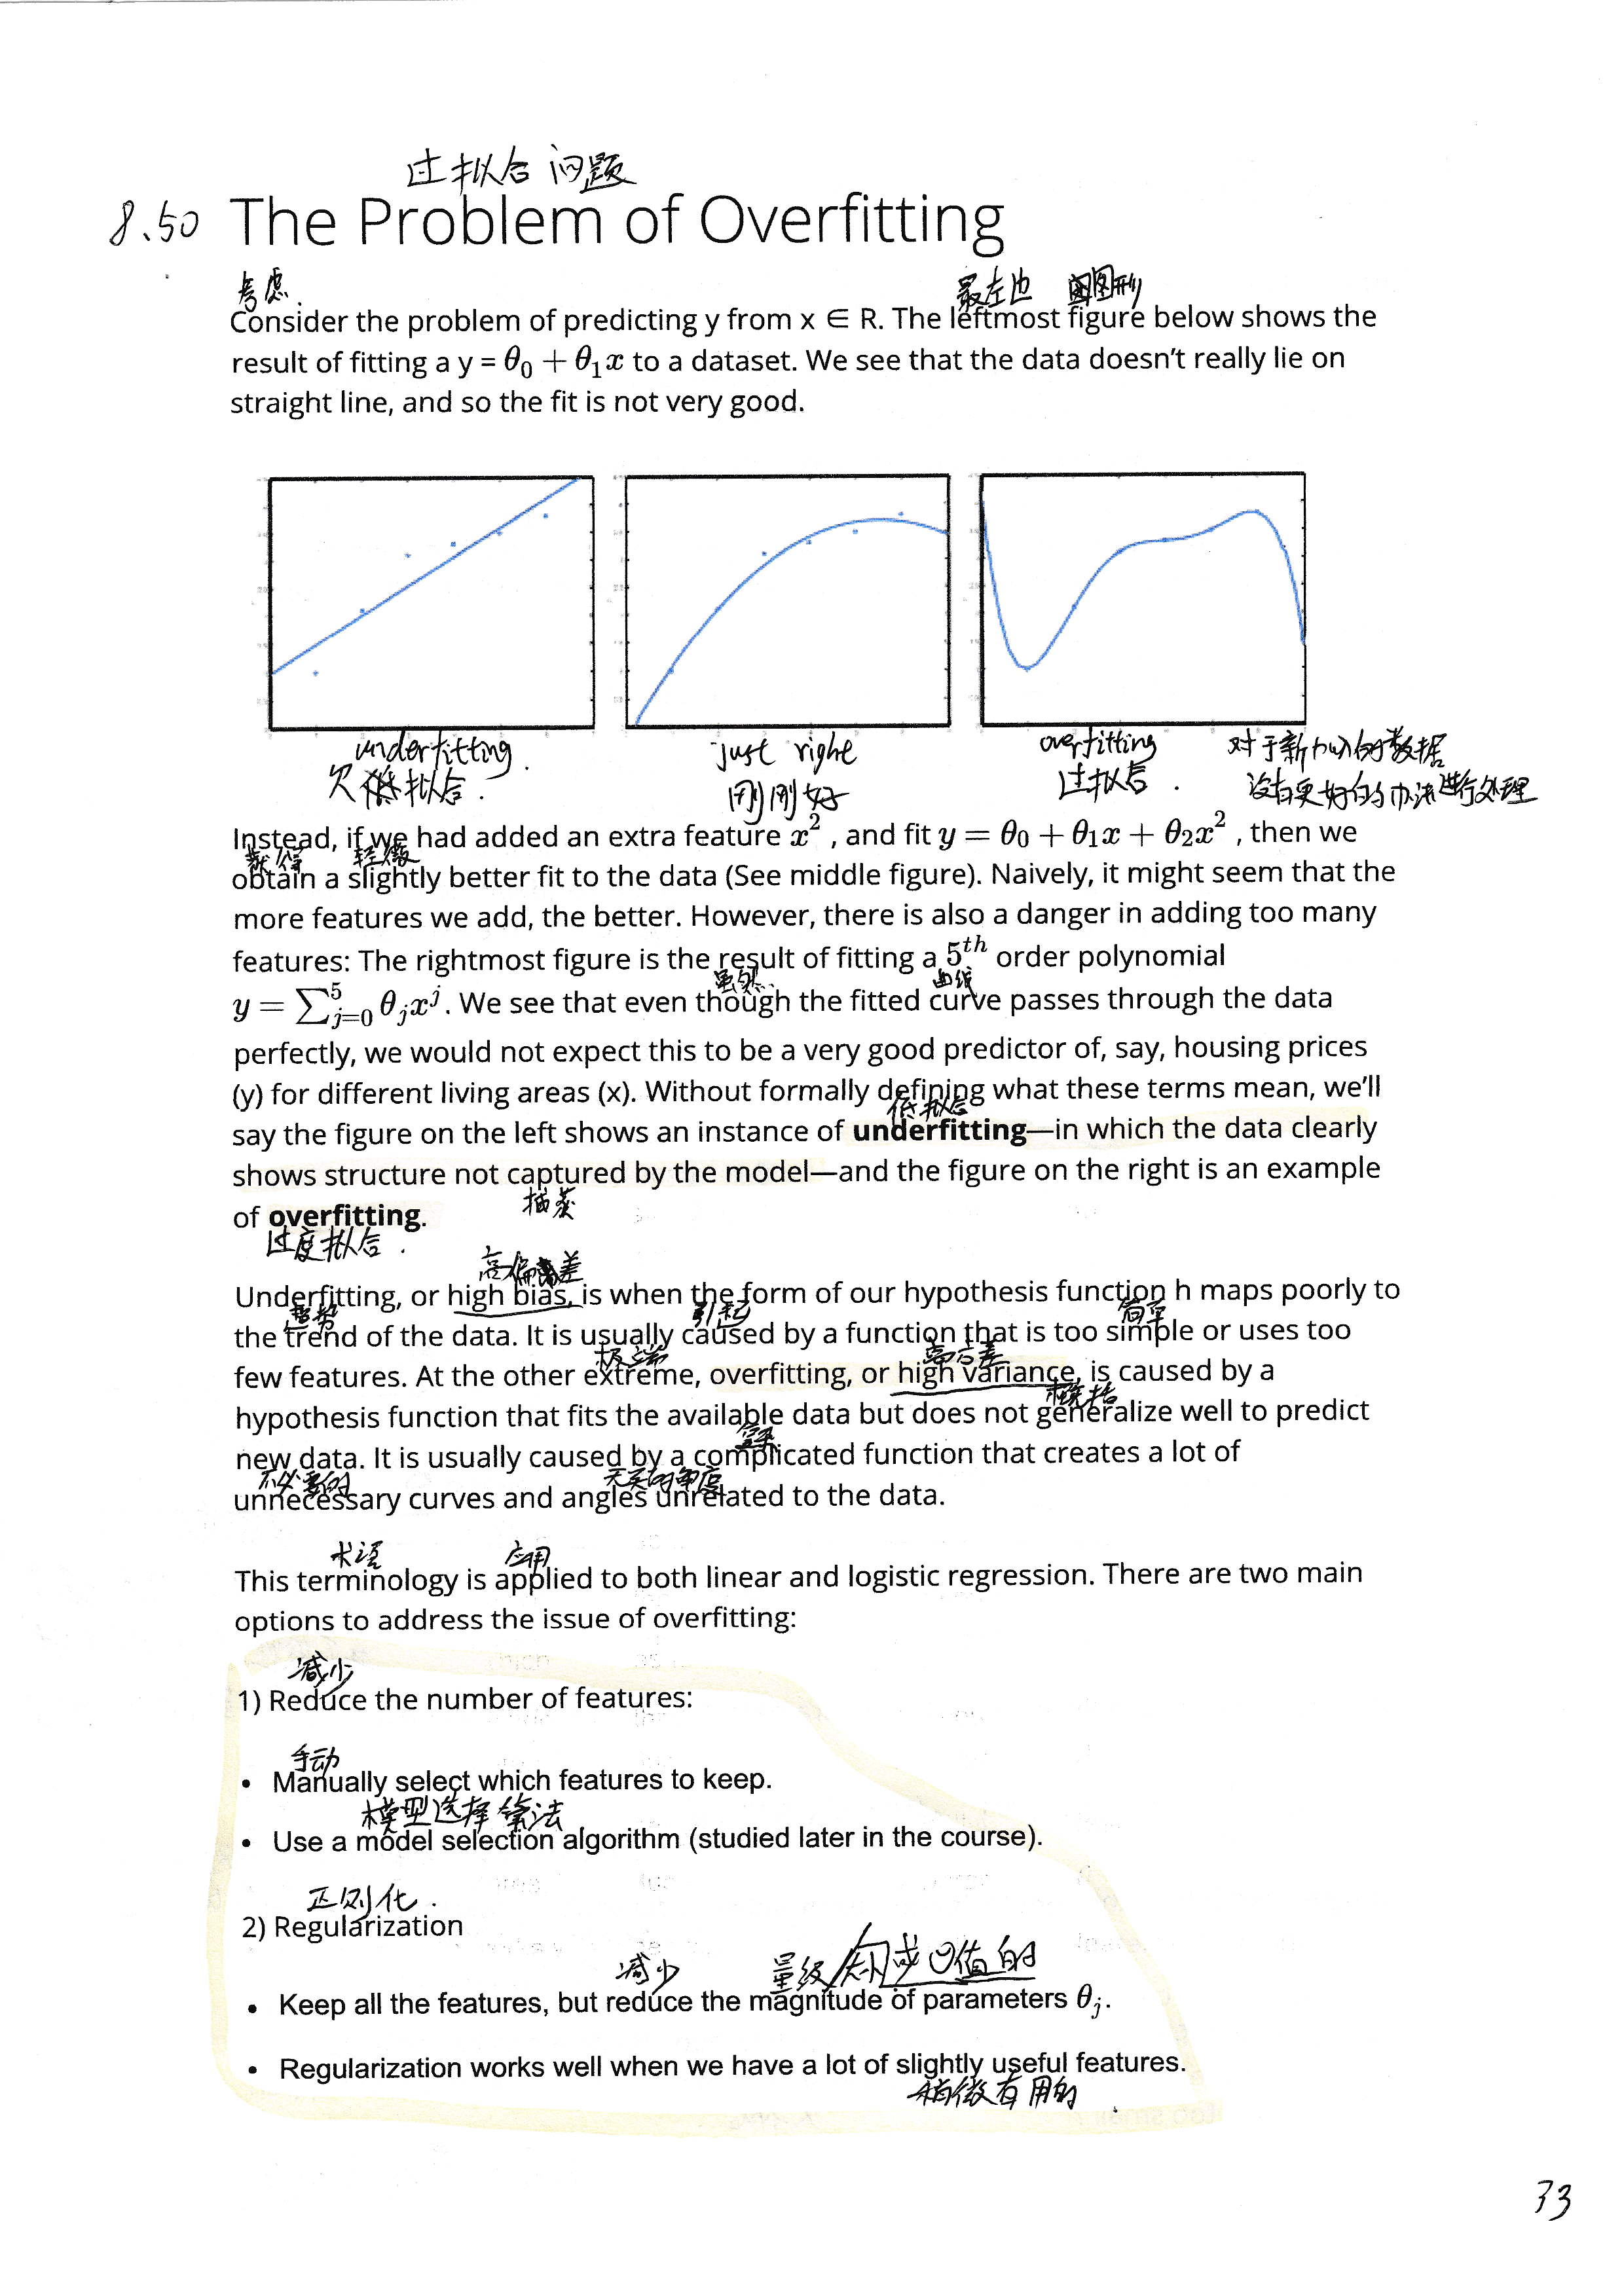 过拟合问题
8.50 The Problem of Overfitting
考虑 最左边 图形
Consider the problem of predicting y from x ∈ R. The leftmost figure below shows the
result of fitting a y = θ₀ + θ₁x to a dataset. We see that the data doesn't really lie on
straight line, and so the fit is not very good.
underfitting. just right overfitting 对于新加入的数据
欠拟合. 刚刚好 过拟合. 没有更好的办法进行处理
Instead, if we had added an extra feature x², and fit y = θ₀ + θ₁x + θ₂x², then we
获得 轻微
obtain a slightly better fit to the data (See middle figure). Naively, it might seem that the
more features we add, the better. However, there is also a danger in adding too many
features: The rightmost figure is the result of fitting a 5ᵗʰ order polynomial
虽然 曲线
y = ∑⁵ⱼ₌₀ θⱼxʲ. We see that even though the fitted curve passes through the data
perfectly, we would not expect this to be a very good predictor of, say, housing prices
(y) for different living areas (x). Without formally defining what these terms mean, we'll
低拟合
say the figure on the left shows an instance of underfitting—in which the data clearly
shows structure not captured by the model—and the figure on the right is an example
捕获
of overfitting.
过度拟合.
高偏差
Underfitting, or high bias, is when the form of our hypothesis function h maps poorly to
趋势 引起 简单
the trend of the data. It is usually caused by a function that is too simple or uses too
极端 高方差
few features. At the other extreme, overfitting, or high variance, is caused by a
概括
hypothesis function that fits the available data but does not generalize well to predict
复杂
new data. It is usually caused by a complicated function that creates a lot of
不必要的 无关的角度
unnecessary curves and angles unrelated to the data.
术语 应用
This terminology is applied to both linear and logistic regression. There are two main
options to address the issue of overfitting:
减少
1) Reduce the number of features:
手动
• Manually select which features to keep.
模型选择算法
• Use a model selection algorithm (studied later in the course).
正则化.
2) Regularization
减少 量级/ 值的
• Keep all the features, but reduce the magnitude of parameters θⱼ.
• Regularization works well when we have a lot of slightly useful features.
稍微有用的
33